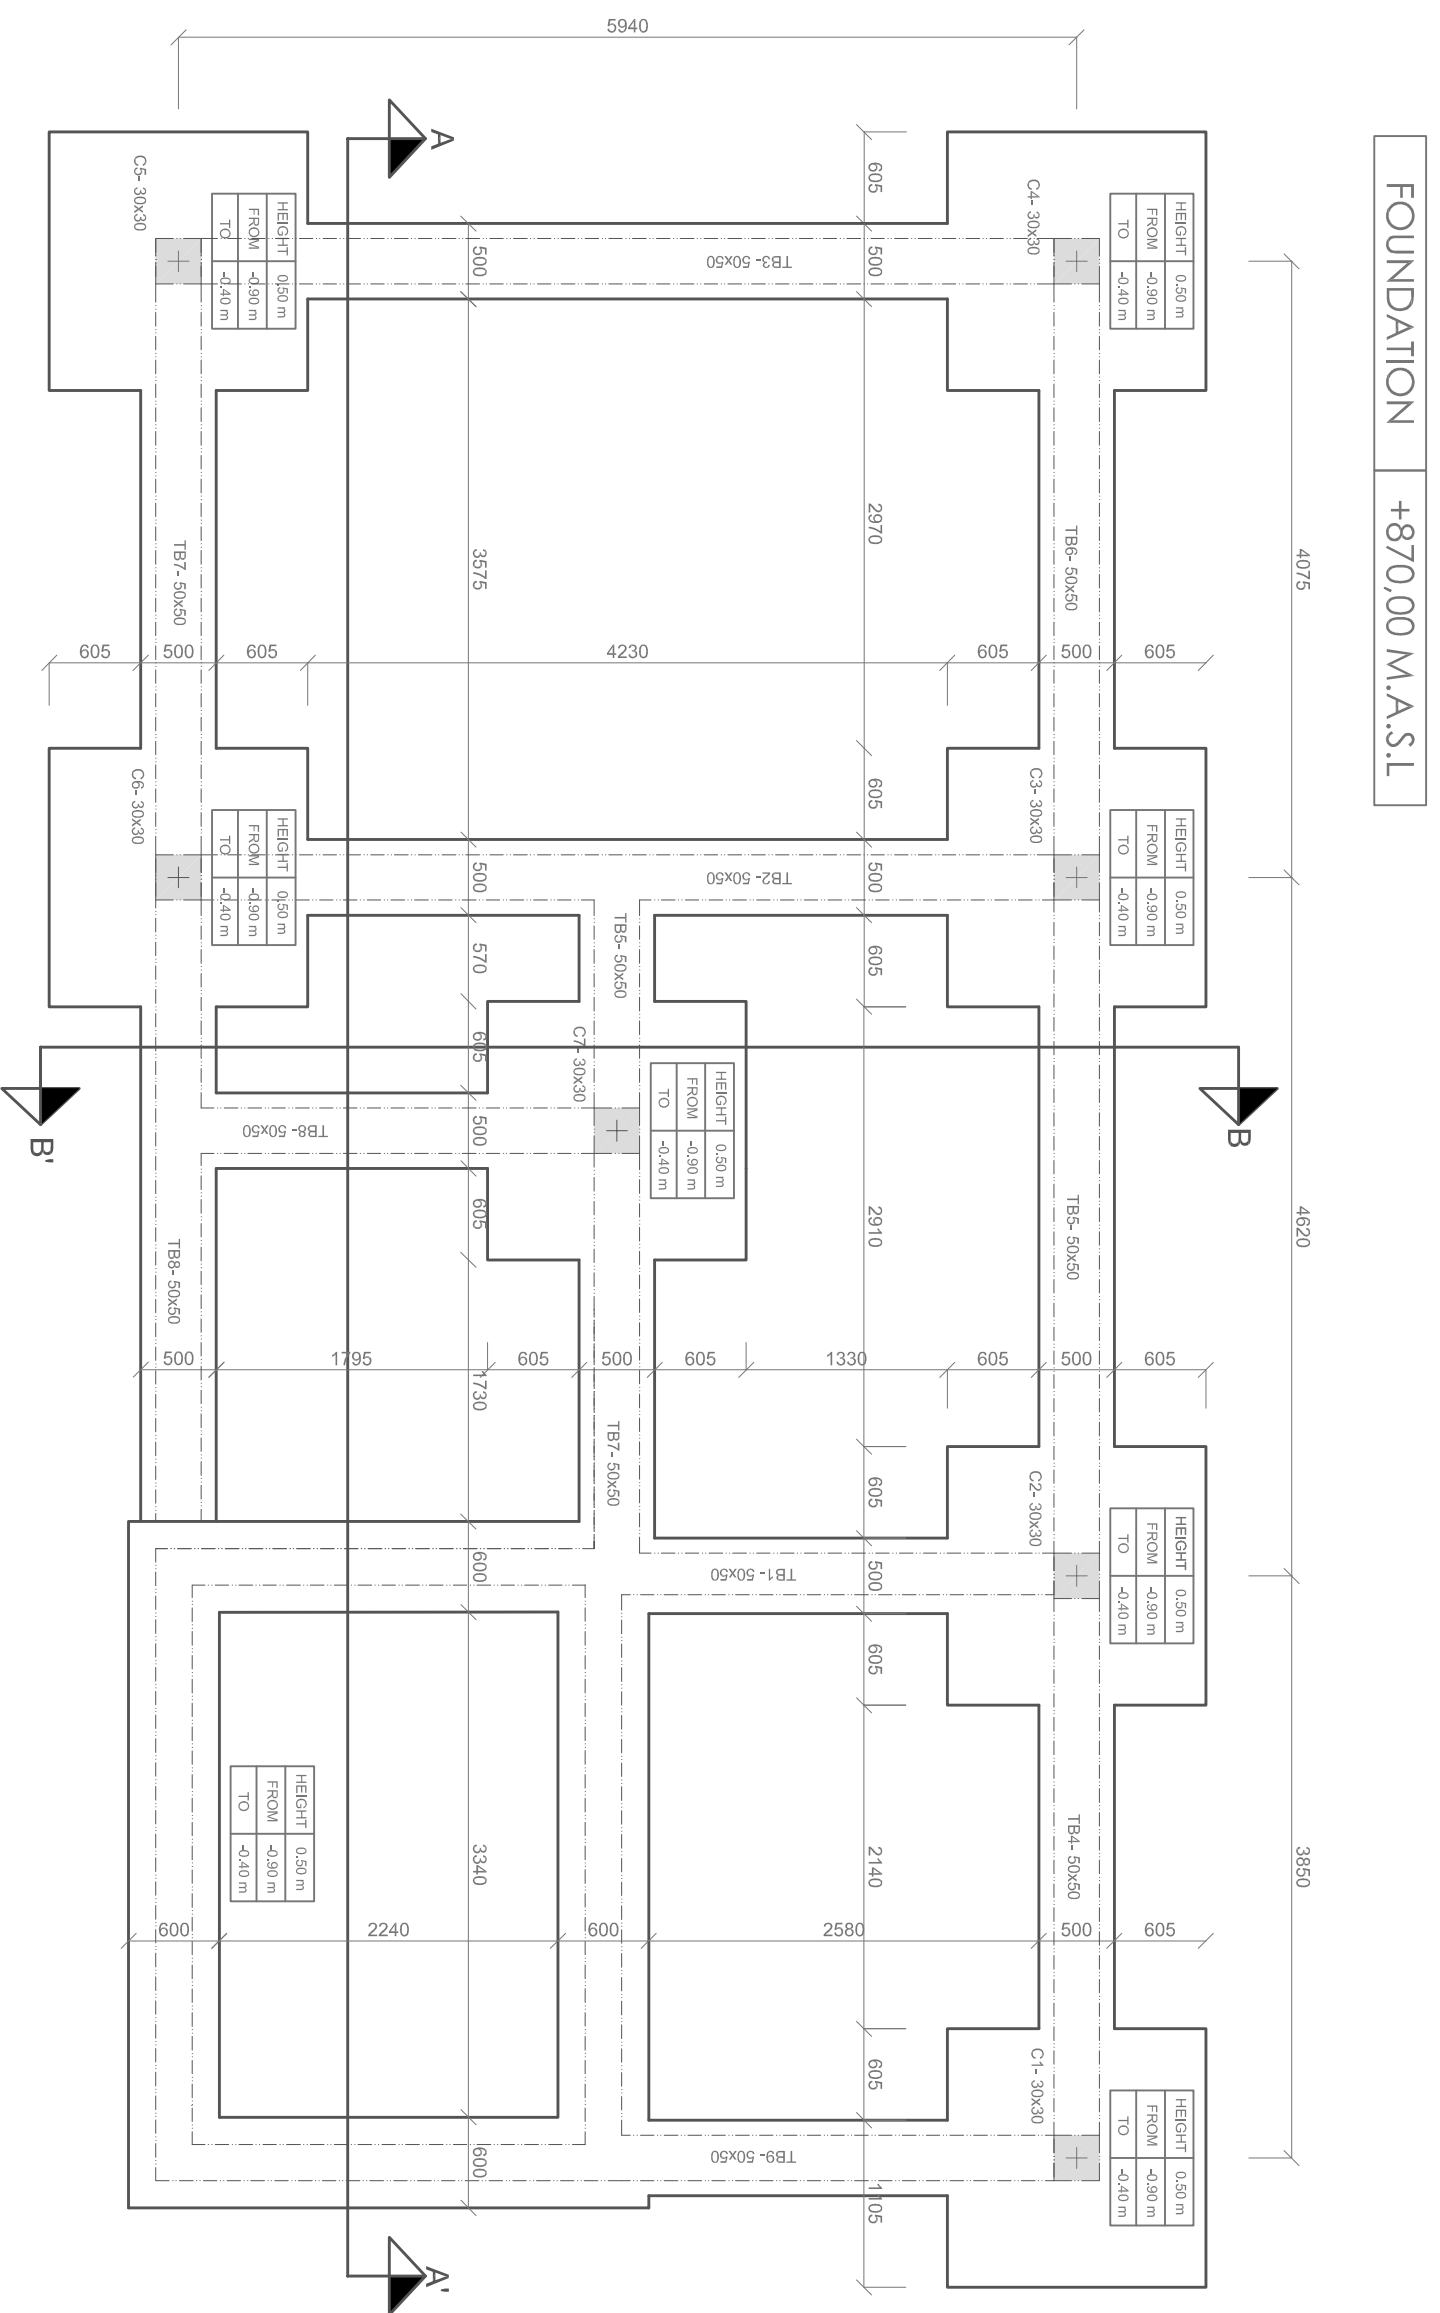 FOUNDATION +870,00 M.A.S.L
5940
4075
4620
3850
A
A'
B
B'
C4- 30x30
HEIGHT 0.50 m
FROM -0.90 m
TO -0.40 m
C3- 30x30
HEIGHT 0.50 m
FROM -0.90 m
TO -0.40 m
C2- 30x30
HEIGHT 0.50 m
FROM -0.90 m
TO -0.40 m
C1- 30x30
HEIGHT 0.50 m
FROM -0.90 m
TO -0.40 m
TB6- 50x50
TB5- 50x50
TB4- 50x50
605
500
2970
605
500
605
2910
605
500
605
2140
605
1105
TB3- 50x50
TB2- 50x50
TB1- 50x50
TB9- 50x50
C7- 30x30
HEIGHT 0.50 m
FROM -0.90 m
TO -0.40 m
TB5- 50x50
TB7- 50x50
500
3575
500
570
605
500
605
1730
600
3340
600
TB8- 50x50
C5- 30x30
HEIGHT 0.50 m
FROM -0.90 m
TO -0.40 m
C6- 30x30
HEIGHT 0.50 m
FROM -0.90 m
TO -0.40 m
HEIGHT 0.50 m
FROM -0.90 m
TO -0.40 m
TB7- 50x50
TB8- 50x50
605 500 605 4230 605 500 605
500 1795 605 500 605 1330 605 500 605
600 2240 600 2580 500 605